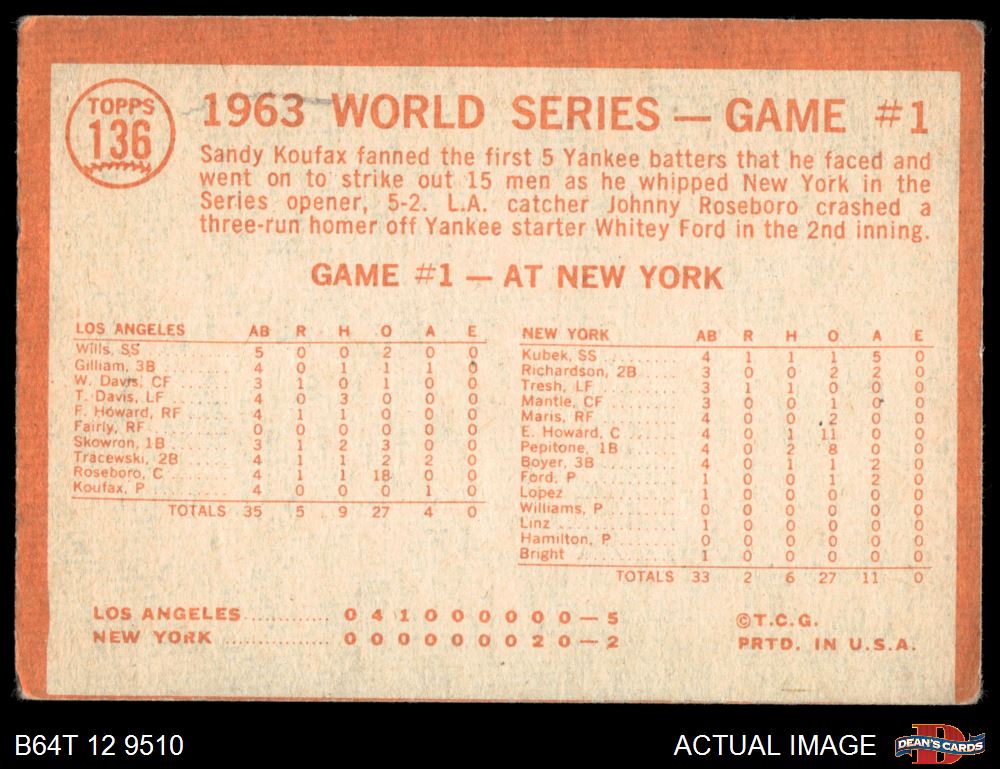 TOPPS
136
1963 WORLD SERIES — GAME #1
Sandy Koufax fanned the first 5 Yankee batters that he faced and
went on to strike out 15 men as he whipped New York in the
Series opener, 5-2. L.A. catcher Johnny Roseboro crashed a
three-run homer off Yankee starter Whitey Ford in the 2nd inning.
GAME #1 — AT NEW YORK
LOS ANGELES AB R H O A E
Wills, SS 5 0 0 2 0 0
Gilliam, 3B 4 0 1 1 1 0
W. Davis, CF 3 1 0 1 0 0
T. Davis, LF 4 0 3 0 0 0
F. Howard, RF 4 1 1 0 0 0
Fairly, RF 0 0 0 0 0 0
Skowron, 1B 3 1 2 3 0 0
Tracewski, 2B 4 1 1 2 2 0
Roseboro, C 4 1 1 18 0 0
Koufax, P 4 0 0 0 1 0
TOTALS 35 5 9 27 4 0
NEW YORK AB R H O A E
Kubek, SS 4 1 1 1 5 0
Richardson, 2B 3 0 0 2 2 0
Tresh, LF 3 1 1 0 0 0
Mantle, CF 3 0 0 1 0 0
Maris, RF 4 0 0 2 0 0
E. Howard, C 4 0 1 11 0 0
Pepitone, 1B 4 0 2 8 0 0
Boyer, 3B 4 0 1 1 2 0
Ford, P 1 0 0 1 2 0
Lopez 1 0 0 0 0 0
Williams, P 0 0 0 0 0 0
Linz 1 0 0 0 0 0
Hamilton, P 0 0 0 0 0 0
Bright 1 0 0 0 0 0
TOTALS 33 2 6 27 11 0
LOS ANGELES 0 4 1 0 0 0 0 0 0 — 5
NEW YORK 0 0 0 0 0 0 0 2 0 — 2
©T.C.G.
PRTD. IN U.S.A.
B64T 12 9510
ACTUAL IMAGE
D
DEAN'S CARDS